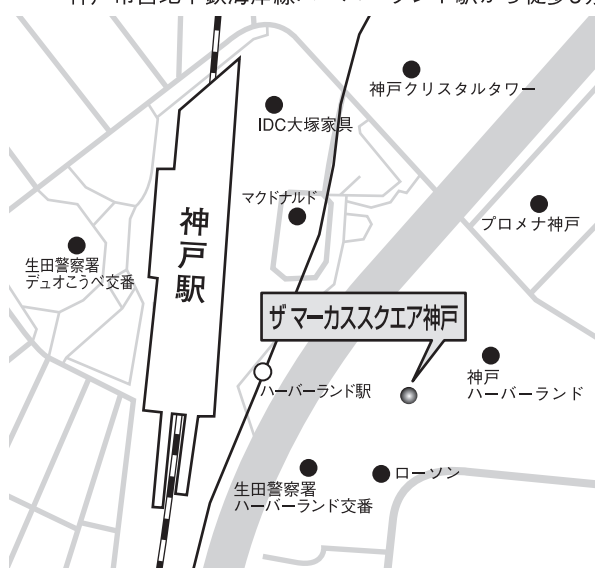 神戸クリスタルタワー
IDC大塚家具
マクドナルド
プロメナ神戸
神戸駅
生田警察署
デュオこうべ交番
ザ マーカススクエア神戸
ハーバーランド駅
神戸
ハーバーランド
ローソン
生田警察署
ハーバーランド交番